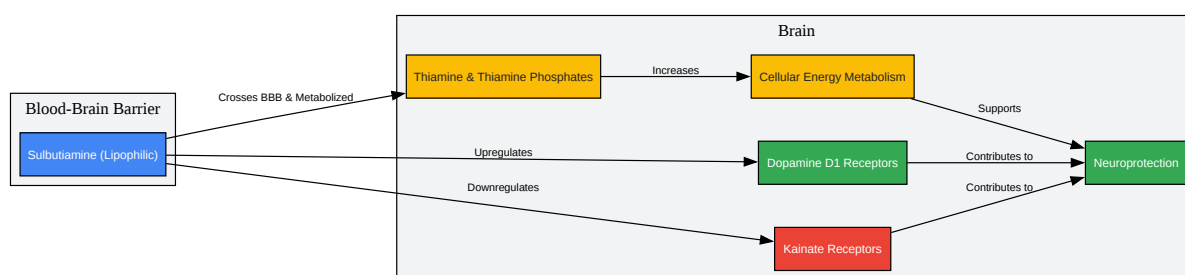 Brain
Thiamine & Thiamine Phosphates
Increases
Cellular Energy Metabolism
Crosses BBB & Metabolized
Supports
Blood-Brain Barrier
Sulbutiamine (Lipophilic)
Upregulates
Dopamine D1 Receptors
Contributes to
Neuroprotection
Downregulates
Contributes to
Kainate Receptors